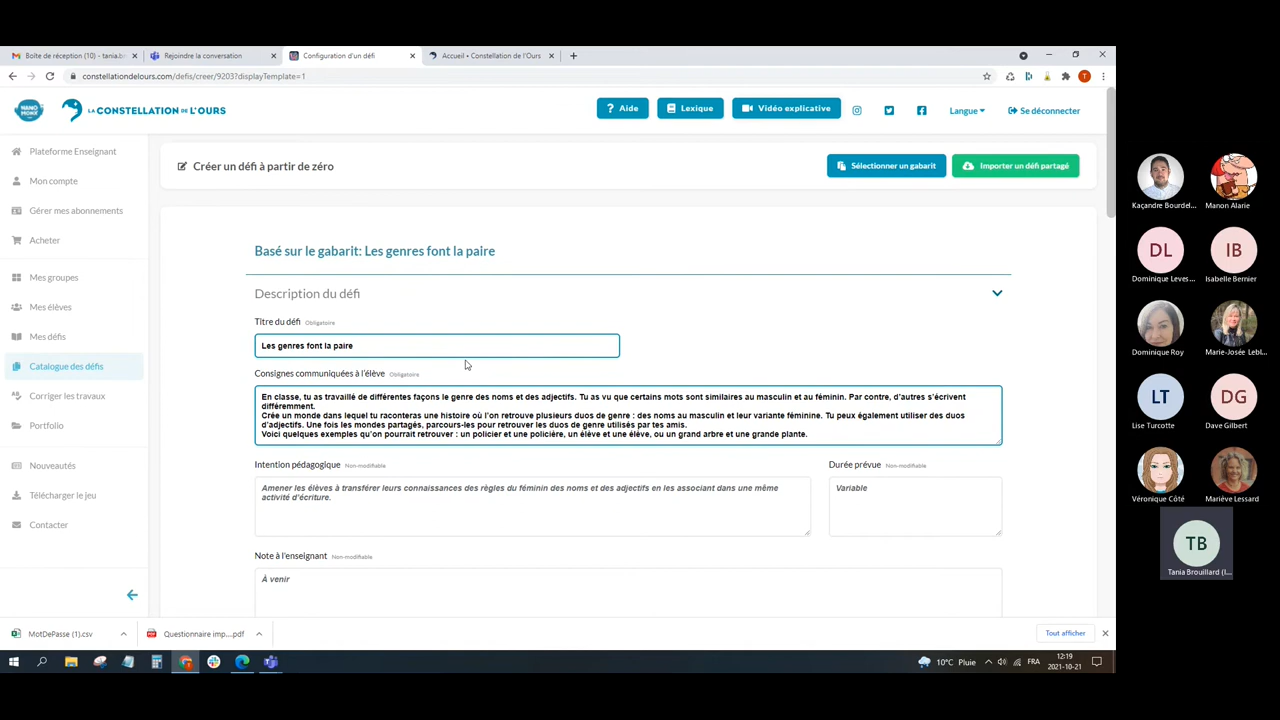 Boîte de réception (10) - tania.b
Rejoindre la conversation
Configuration d'un défi
Accueil • Constellation de l'Ours
constellationdelours.com/defis/creer/9203?displayTemplate=1
T
NANO MONX
LA CONSTELLATION DE L'OURS
Aide
Lexique
Vidéo explicative
Langue
Se déconnecter
Plateforme Enseignant
Mon compte
Gérer mes abonnements
Acheter
Mes groupes
Mes élèves
Mes défis
Catalogue des défis
Corriger les travaux
Portfolio
Nouveautés
Télécharger le jeu
Contacter
Créer un défi à partir de zéro
Sélectionner un gabarit
Importer un défi partagé
Basé sur le gabarit: Les genres font la paire
Description du défi
Titre du défi Obligatoire
Les genres font la paire
Consignes communiquées à l'élève Obligatoire
En classe, tu as travaillé de différentes façons le genre des noms et des adjectifs. Tu as vu que certains mots sont similaires au masculin et au féminin. Par contre, d'autres s'écrivent
différemment.
Crée un monde dans lequel tu raconteras une histoire où l'on retrouve plusieurs duos de genre : des noms au masculin et leur variante féminine. Tu peux également utiliser des duos
d'adjectifs. Une fois les mondes partagés, parcours-les pour retrouver les duos de genre utilisés par tes amis.
Voici quelques exemples qu'on pourrait retrouver : un policier et une policière, un élève et une élève, ou un grand arbre et une grande plante.
Intention pédagogique Non-modifiable
Durée prévue Non-modifiable
Amener les élèves à transférer leurs connaissances des règles du féminin des noms et des adjectifs en les associant dans une même
activité d'écriture.
Variable
Note à l'enseignant Non-modifiable
À venir
MotDePasse (1).csv
Questionnaire imp....pdf
Tout afficher
10°C Pluie
FRA
12:19
2021-10-21
Kaçandre Bourdel...
Manon Alarie
DL
IB
Dominique Leves...
Isabelle Bernier
Dominique Roy
Marie-Josée Lebl...
LT
DG
Lise Turcotte
Dave Gilbert
Véronique Côté
Mariève Lessard
TB
Tania Brouillard (I...